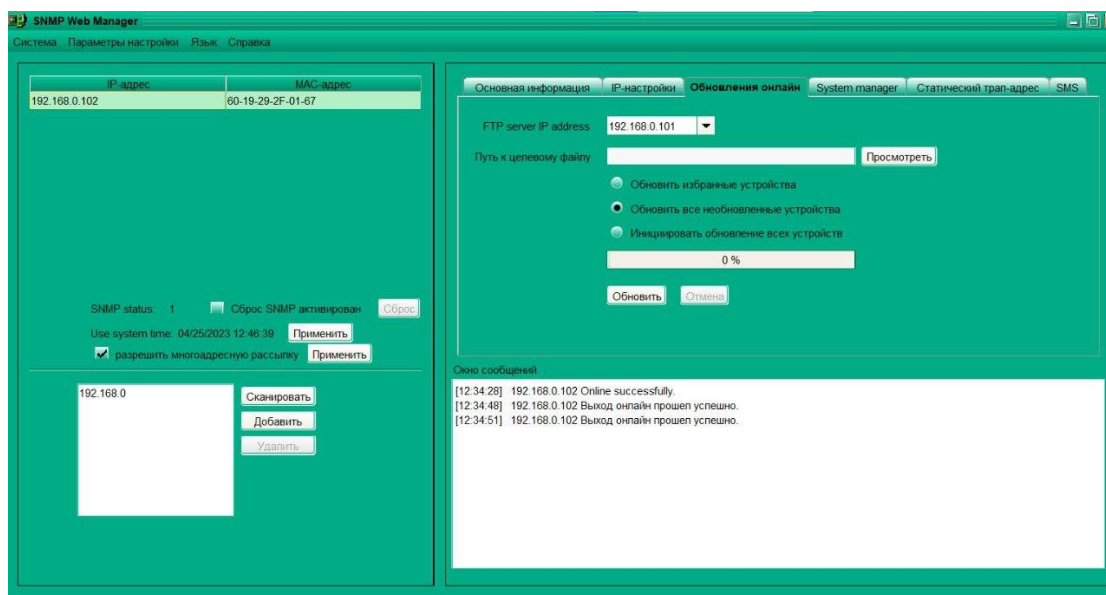 SNMP Web Manager
Система Параметры настройки Язык Справка
IP-адрес MAC-адрес
192.168.0.102 60-19-29-2F-01-67
SNMP status: 1 Сброс SNMP активирован Сброс
Use system time: 04/25/2023 12:46:39 Применить
разрешить многоадресную рассылку Применить
192.168.0
Сканировать
Добавить
Удалить
Основная информация IP-настройки Обновления онлайн System manager Статический трап-адрес SMS
FTP server IP address 192.168.0.101
Путь к целевому файлу Просмотреть
Обновить избранные устройства
Обновить все необновленные устройства
Инициировать обновление всех устройств
0 %
Обновить Отмена
Окно сообщений
[12:34:28] 192.168.0.102 Online successfully.
[12:34:48] 192.168.0.102 Выход онлайн прошел успешно.
[12:34:51] 192.168.0.102 Выход онлайн прошел успешно.